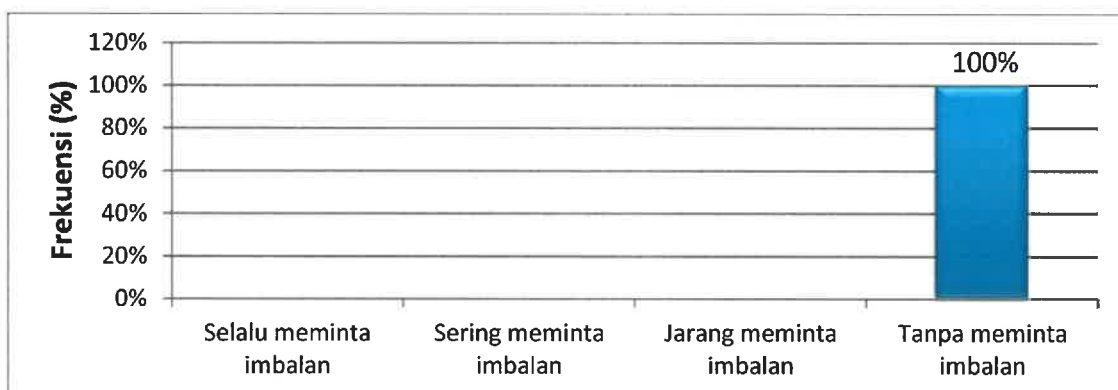 120%
100%
100%
80%
60%
40%
20%
0%
Frekuensi (%)
Selalu meminta
imbalan
Sering meminta
imbalan
Jarang meminta
imbalan
Tanpa meminta
imbalan